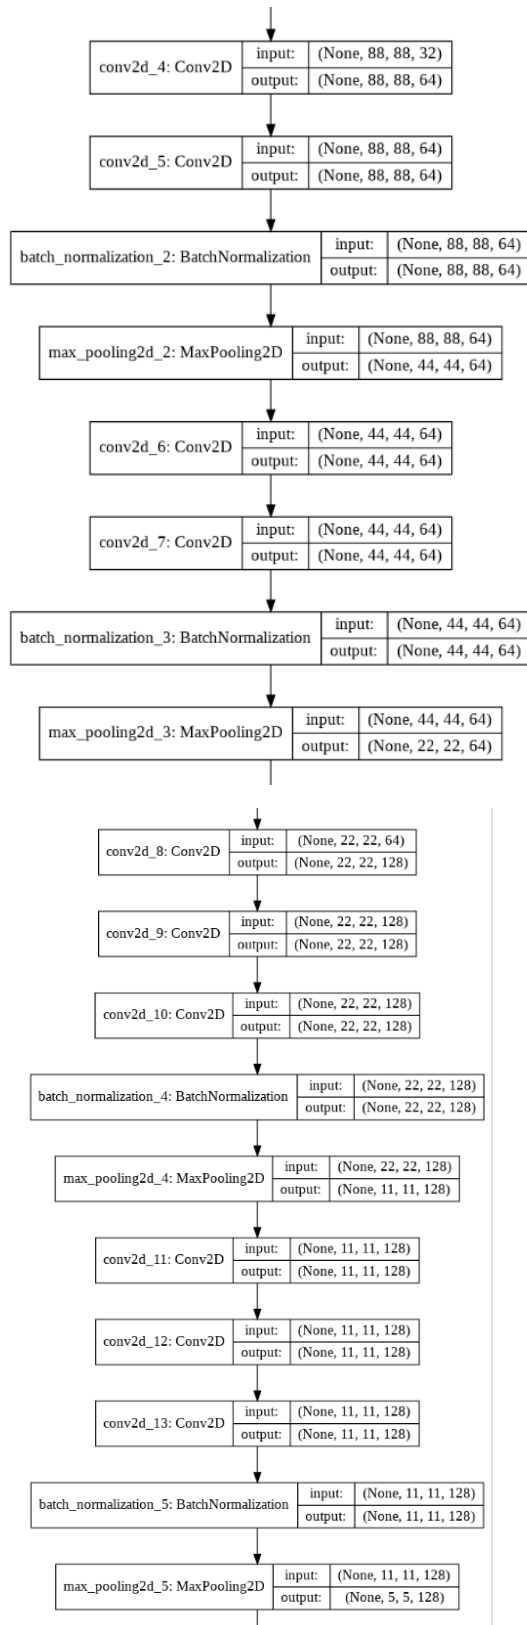 conv2d_4: Conv2D input: (None, 88, 88, 32)
output: (None, 88, 88, 64)
conv2d_5: Conv2D input: (None, 88, 88, 64)
output: (None, 88, 88, 64)
batch_normalization_2: BatchNormalization input: (None, 88, 88, 64)
output: (None, 88, 88, 64)
max_pooling2d_2: MaxPooling2D input: (None, 88, 88, 64)
output: (None, 44, 44, 64)
conv2d_6: Conv2D input: (None, 44, 44, 64)
output: (None, 44, 44, 64)
conv2d_7: Conv2D input: (None, 44, 44, 64)
output: (None, 44, 44, 64)
batch_normalization_3: BatchNormalization input: (None, 44, 44, 64)
output: (None, 44, 44, 64)
max_pooling2d_3: MaxPooling2D input: (None, 44, 44, 64)
output: (None, 22, 22, 64)
conv2d_8: Conv2D input: (None, 22, 22, 64)
output: (None, 22, 22, 128)
conv2d_9: Conv2D input: (None, 22, 22, 128)
output: (None, 22, 22, 128)
conv2d_10: Conv2D input: (None, 22, 22, 128)
output: (None, 22, 22, 128)
batch_normalization_4: BatchNormalization input: (None, 22, 22, 128)
output: (None, 22, 22, 128)
max_pooling2d_4: MaxPooling2D input: (None, 22, 22, 128)
output: (None, 11, 11, 128)
conv2d_11: Conv2D input: (None, 11, 11, 128)
output: (None, 11, 11, 128)
conv2d_12: Conv2D input: (None, 11, 11, 128)
output: (None, 11, 11, 128)
conv2d_13: Conv2D input: (None, 11, 11, 128)
output: (None, 11, 11, 128)
batch_normalization_5: BatchNormalization input: (None, 11, 11, 128)
output: (None, 11, 11, 128)
max_pooling2d_5: MaxPooling2D input: (None, 11, 11, 128)
output: (None, 5, 5, 128)